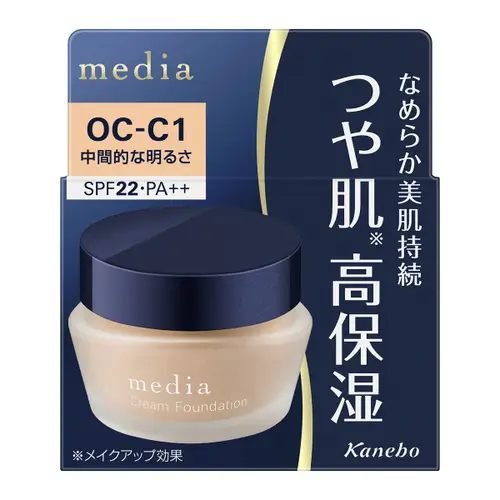 media
OC-C1
中間的な明るさ
SPF22・PA++
なめらか美肌持続
つや肌※高保湿
media
Cream Foundation
※メイクアップ効果
Kanebo